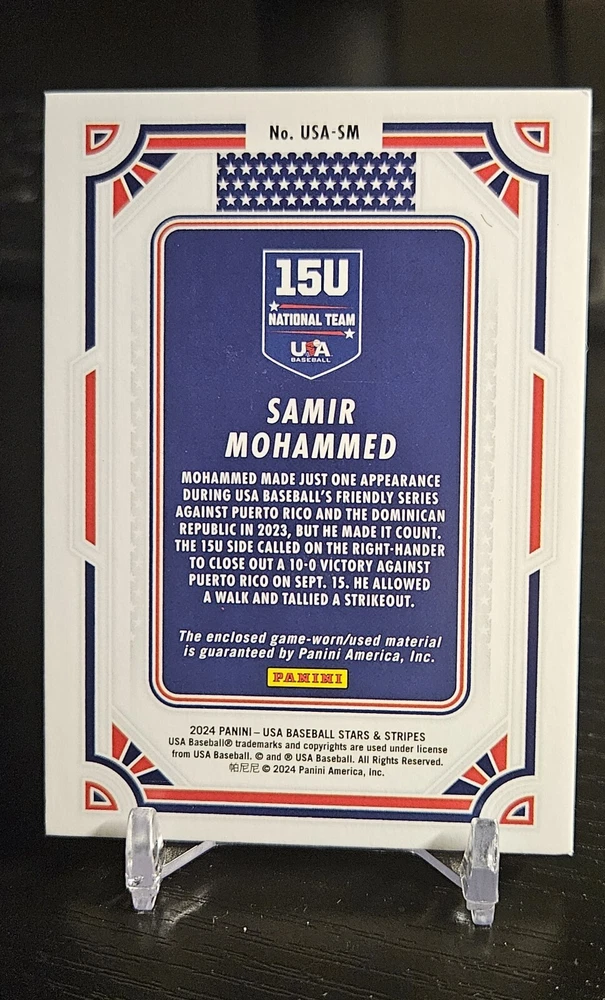 No. USA-SM
15U
NATIONAL TEAM
USA
BASEBALL
SAMIR
MOHAMMED
MOHAMMED MADE JUST ONE APPEARANCE
DURING USA BASEBALL'S FRIENDLY SERIES
AGAINST PUERTO RICO AND THE DOMINICAN
REPUBLIC IN 2023, BUT HE MADE IT COUNT.
THE 15U SIDE CALLED ON THE RIGHT-HANDER
TO CLOSE OUT A 10-0 VICTORY AGAINST
PUERTO RICO ON SEPT. 15. HE ALLOWED
A WALK AND TALLIED A STRIKEOUT.
The enclosed game-worn/used material
is guaranteed by Panini America, Inc.
PANINI
2024 PANINI – USA BASEBALL STARS & STRIPES
USA Baseball® trademarks and copyrights are used under license
from USA Baseball. © and ® USA Baseball. All Rights Reserved.
帕尼尼 © 2024 Panini America, Inc.